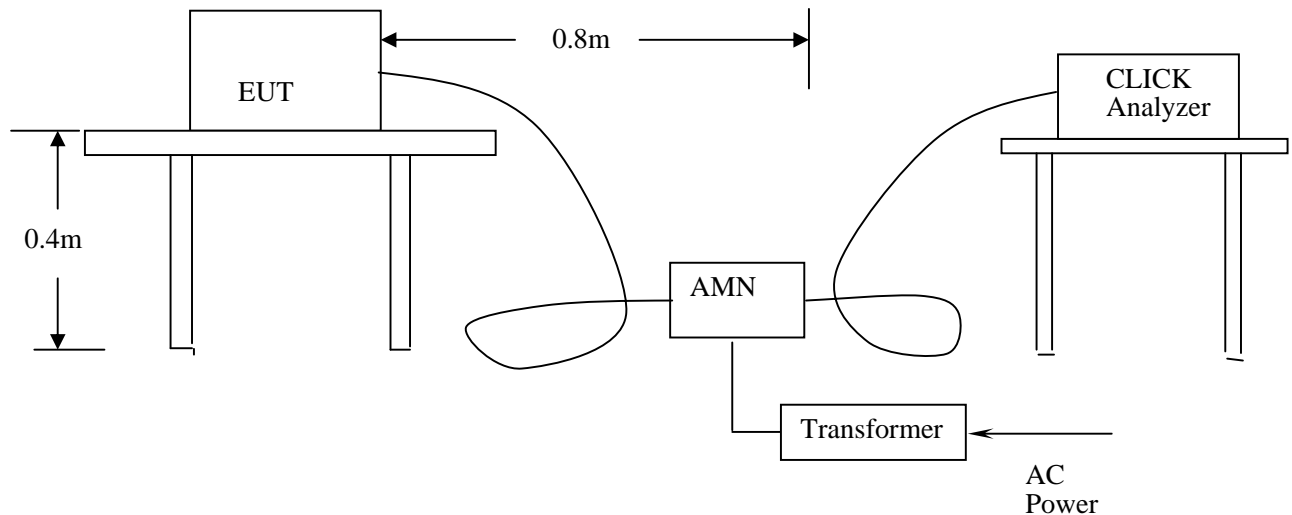 0.8m
EUT
CLICK
Analyzer
0.4m
AMN
Transformer
AC
Power